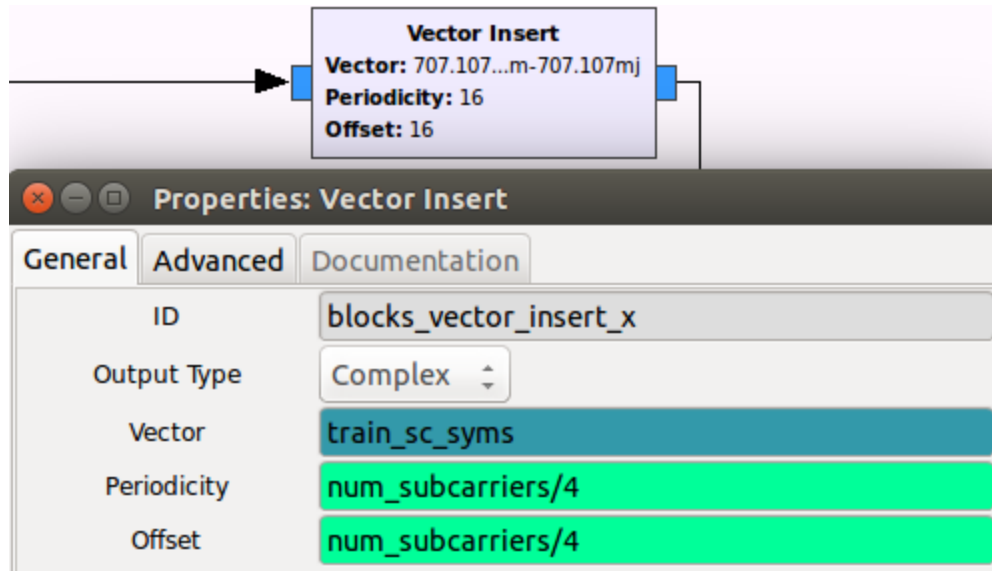 Vector Insert
Vector: 707.107...m-707.107mj
Periodicity: 16
Offset: 16
Properties: Vector Insert
General Advanced Documentation
ID blocks_vector_insert_x
Output Type Complex
Vector train_sc_syms
Periodicity num_subcarriers/4
Offset num_subcarriers/4